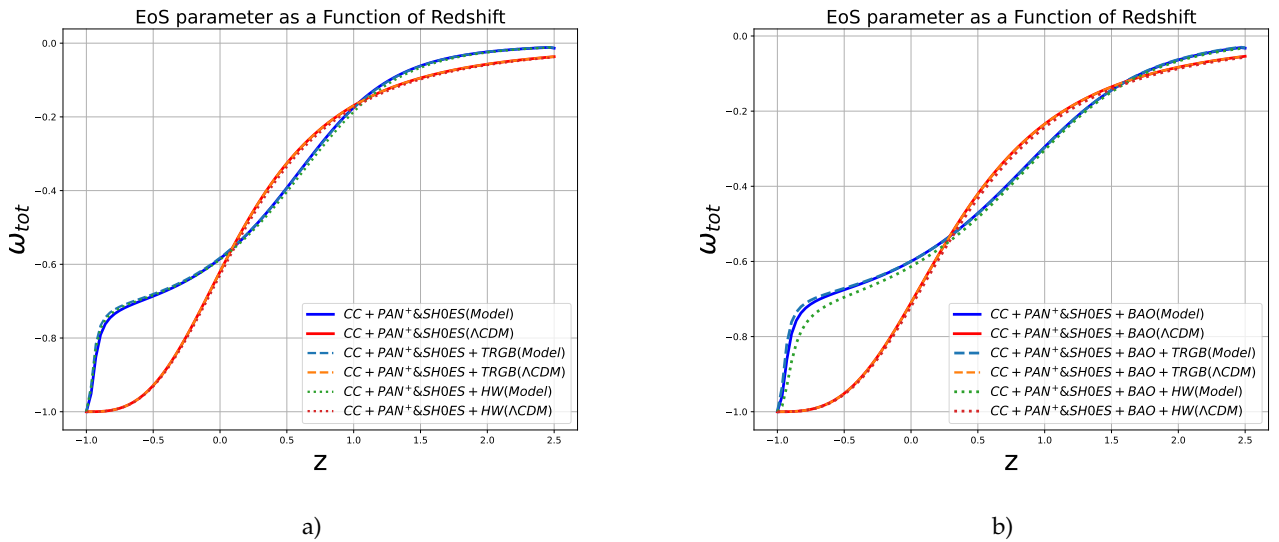 EoS parameter as a Function of Redshift
0.0
−0.2
−0.4
−0.6
−0.8
−1.0
ω_tot
CC + PAN⁺&SH0ES(Model)
CC + PAN⁺&SH0ES(ΛCDM)
CC + PAN⁺&SH0ES + TRGB(Model)
CC + PAN⁺&SH0ES + TRGB(ΛCDM)
CC + PAN⁺&SH0ES + HW(Model)
CC + PAN⁺&SH0ES + HW(ΛCDM)
−1.0 −0.5 0.0 0.5 1.0 1.5 2.0 2.5
z
a)
EoS parameter as a Function of Redshift
0.0
−0.2
−0.4
−0.6
−0.8
−1.0
ω_tot
CC + PAN⁺&SH0ES + BAO(Model)
CC + PAN⁺&SH0ES + BAO(ΛCDM)
CC + PAN⁺&SH0ES + BAO + TRGB(Model)
CC + PAN⁺&SH0ES + BAO + TRGB(ΛCDM)
CC + PAN⁺&SH0ES + BAO + HW(Model)
CC + PAN⁺&SH0ES + BAO + HW(ΛCDM)
−1.0 −0.5 0.0 0.5 1.0 1.5 2.0 2.5
z
b)